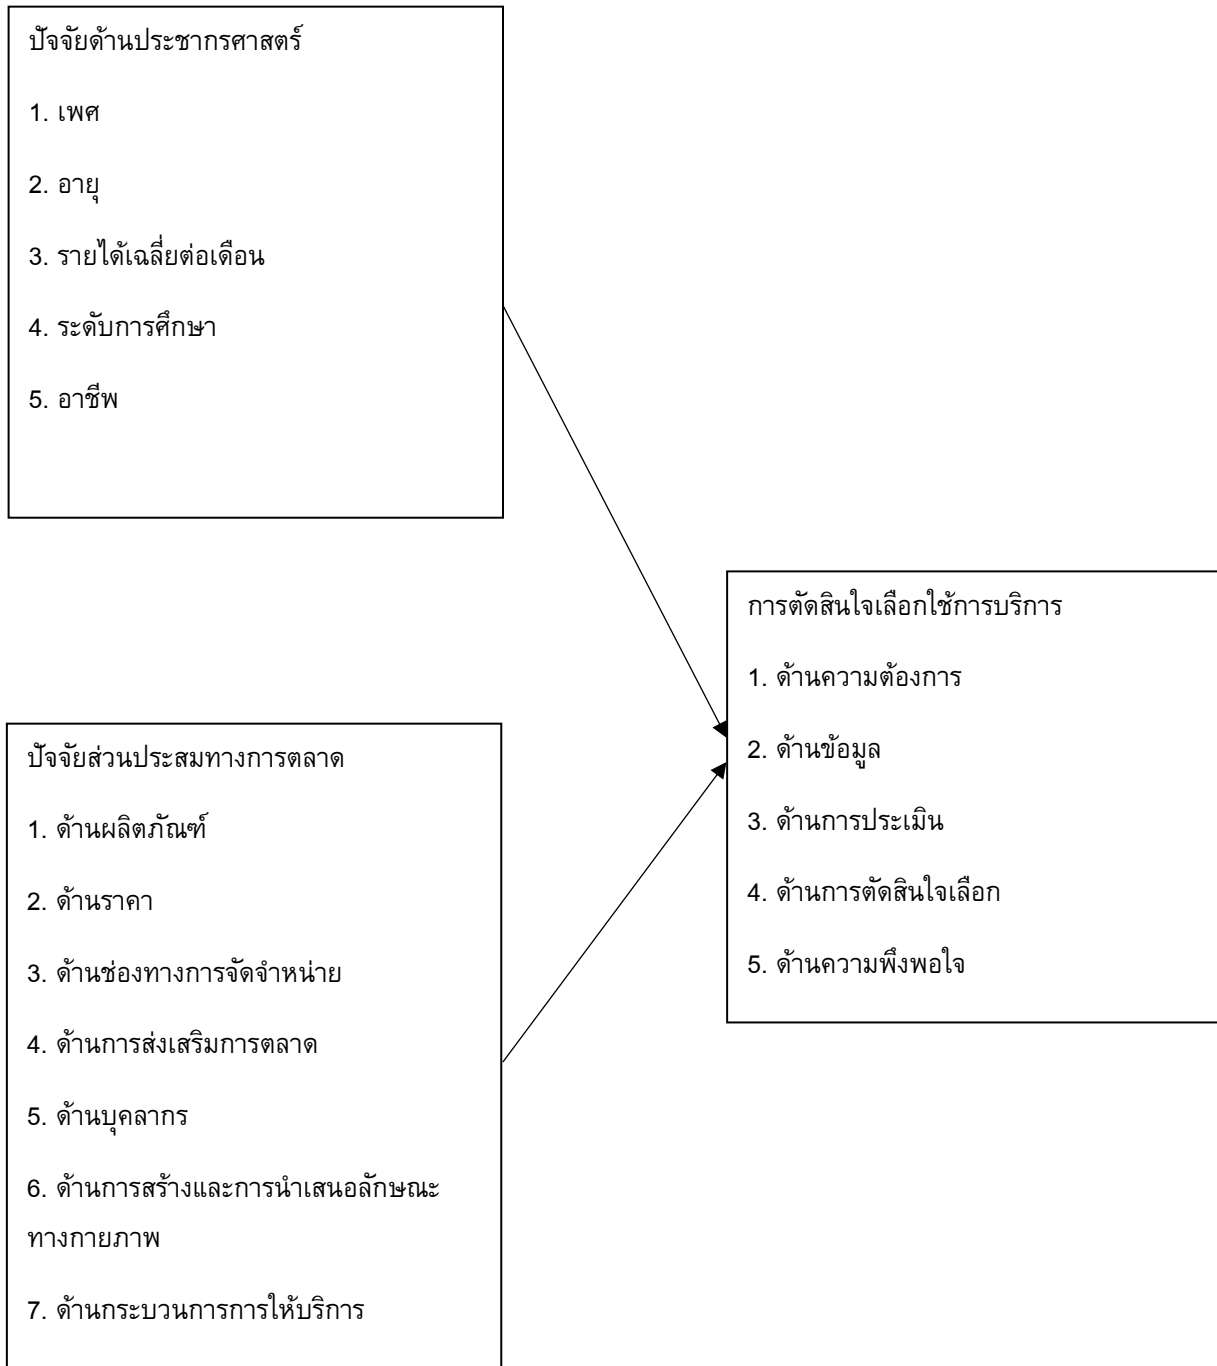 ปัจจัยด้านประชากรศาสตร์
1. เพศ
2. อายุ
3. รายได้เฉลี่ยต่อเดือน
4. ระดับการศึกษา
5. อาชีพ
การตัดสินใจเลือกใช้การบริการ
1. ด้านความต้องการ
2. ด้านข้อมูล
3. ด้านการประเมิน
4. ด้านการตัดสินใจเลือก
5. ด้านความพึงพอใจ
ปัจจัยส่วนประสมทางการตลาด
1. ด้านผลิตภัณฑ์
2. ด้านราคา
3. ด้านช่องทางการจัดจำหน่าย
4. ด้านการส่งเสริมการตลาด
5. ด้านบุคลากร
6. ด้านการสร้างและการนำเสนอลักษณะ
ทางกายภาพ
7. ด้านกระบวนการการให้บริการ